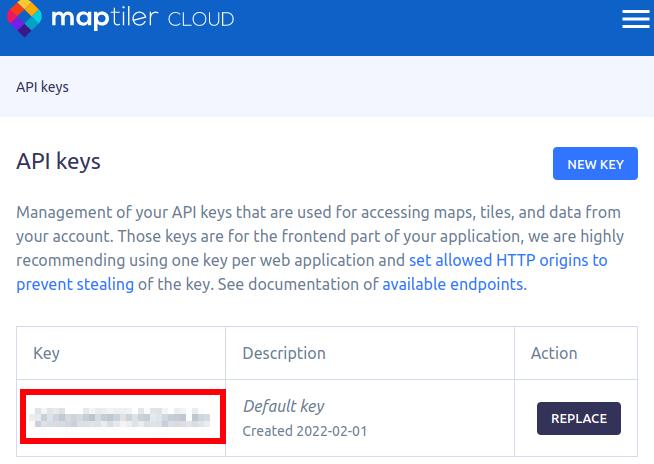 maptiler CLOUD
API keys
API keys
NEW KEY
Management of your API keys that are used for accessing maps, tiles, and data from
your account. Those keys are for the frontend part of your application, we are highly
recommending using one key per web application and set allowed HTTP origins to
prevent stealing of the key. See documentation of available endpoints.
Key
Description
Action
Default key
Created 2022-02-01
REPLACE